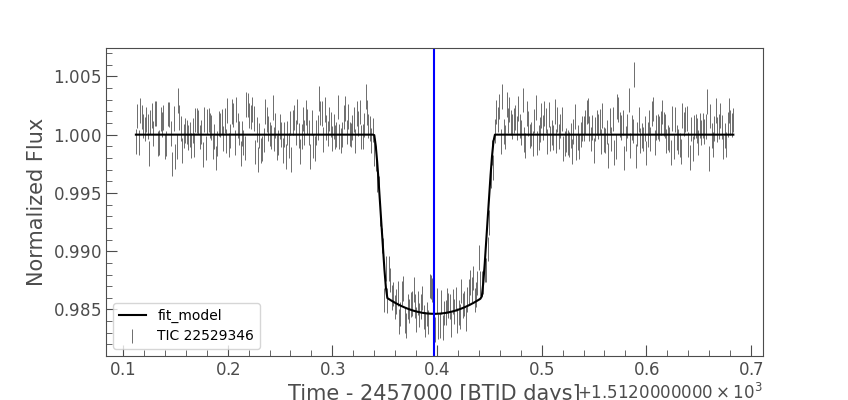 Normalized Flux
1.005
1.000
0.995
0.990
0.985
fit_model
TIC 22529346
0.1 0.2 0.3 0.4 0.5 0.6 0.7
Time - 2457000 [BTJD days]
+1.5120000000 × 10³